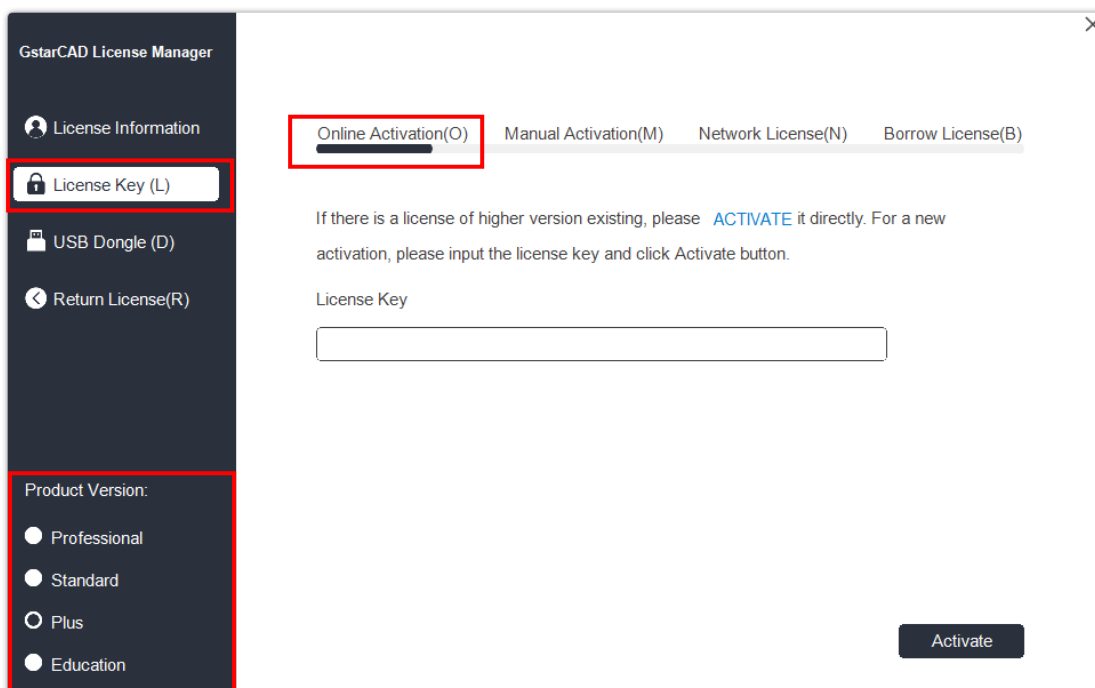 GstarCAD License Manager
License Information
License Key (L)
USB Dongle (D)
Return License(R)
Product Version:
Professional
Standard
Plus
Education
Online Activation(O) Manual Activation(M) Network License(N) Borrow License(B)
If there is a license of higher version existing, please ACTIVATE it directly. For a new
activation, please input the license key and click Activate button.
License Key
Activate